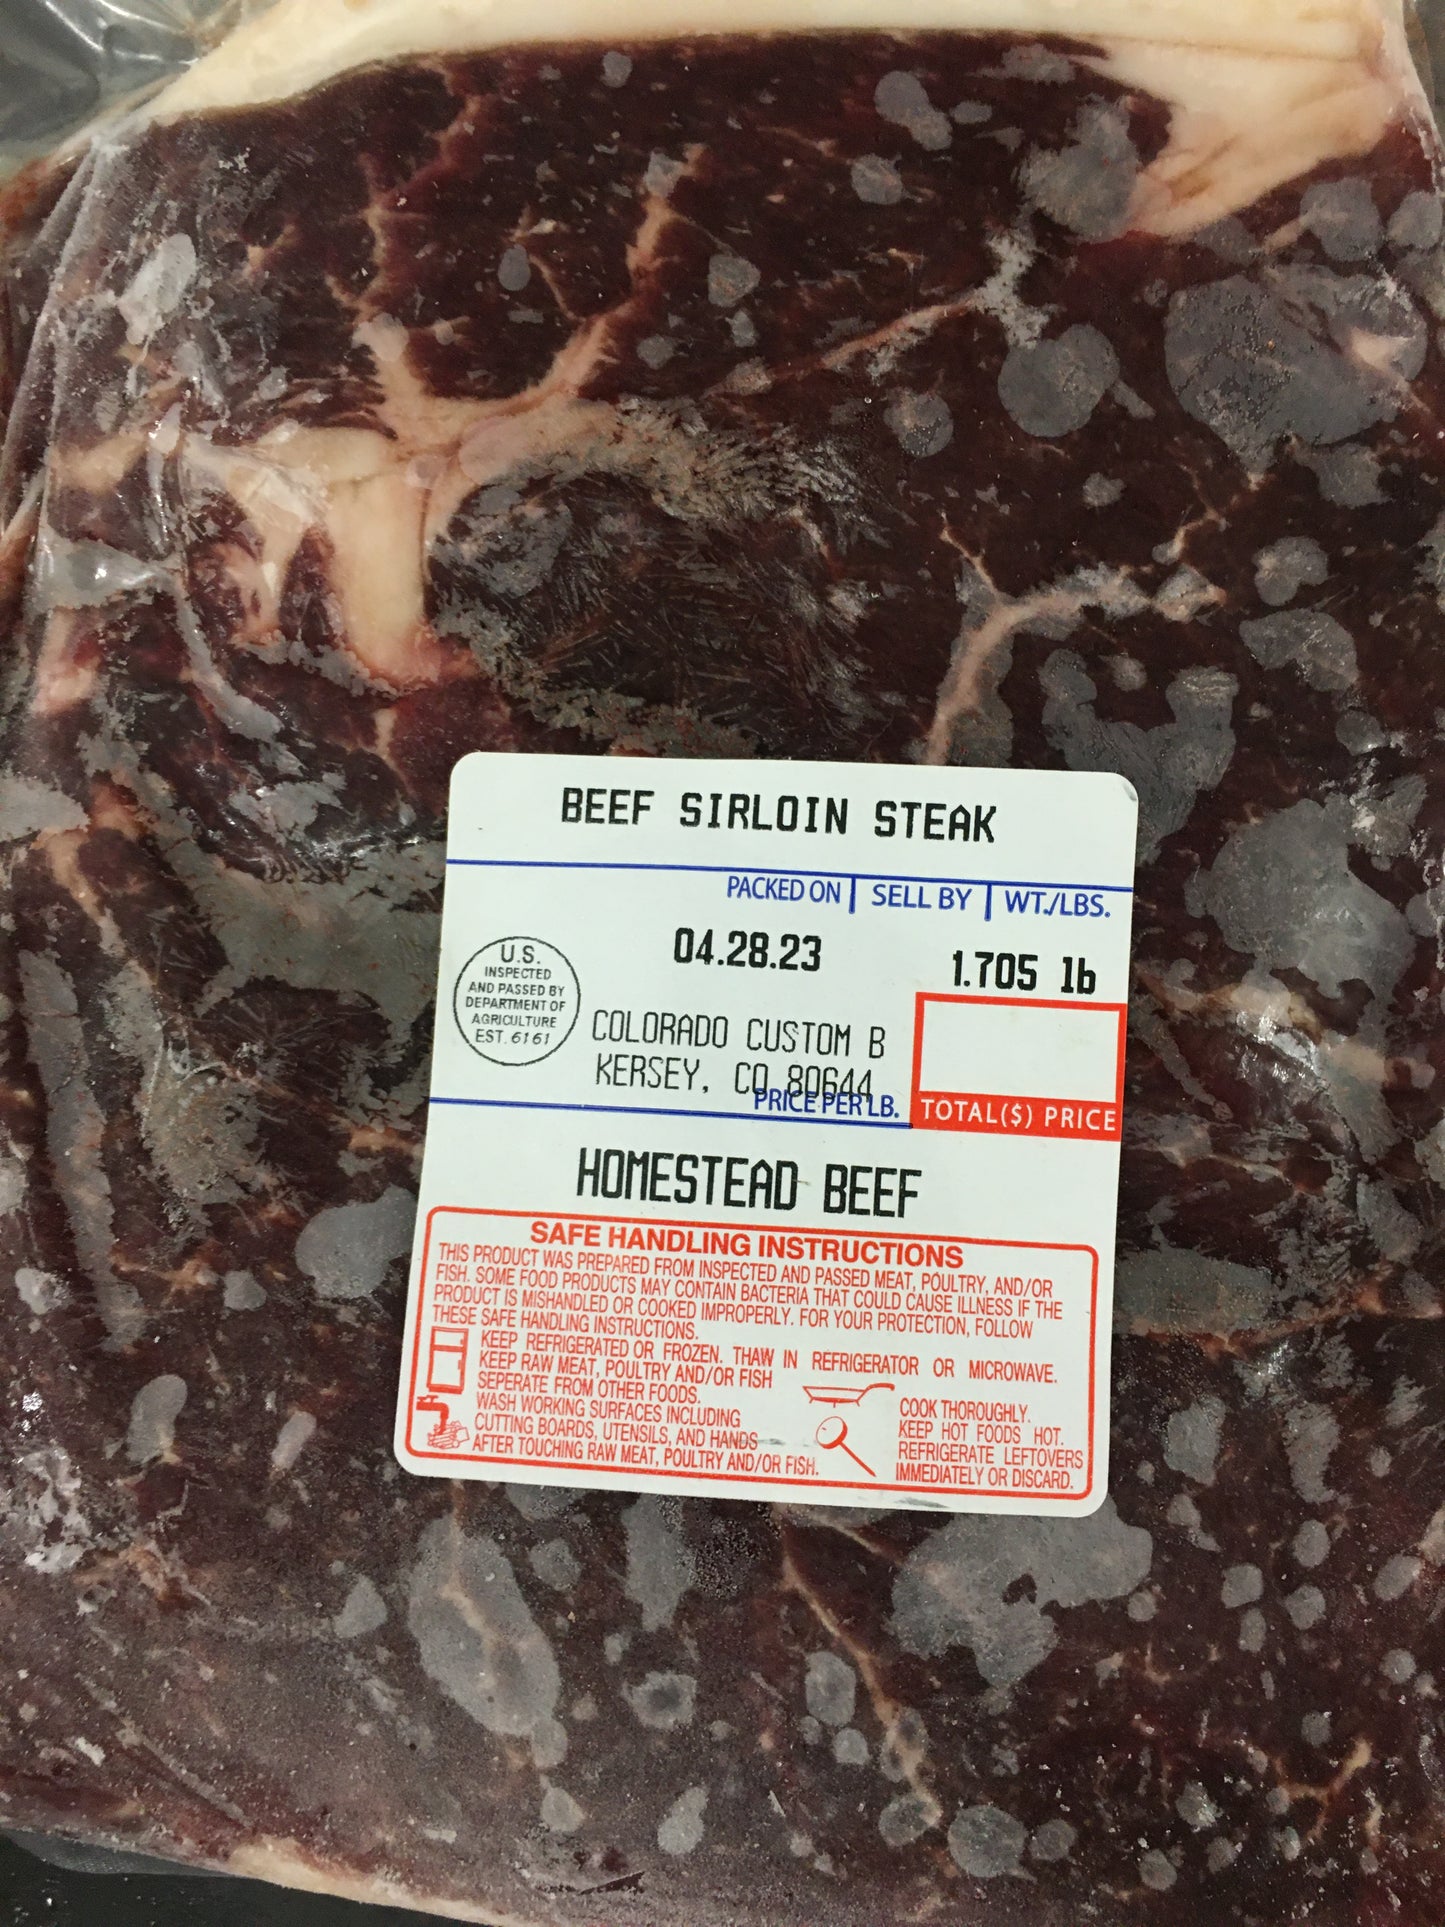 BEEF SIRLOIN STEAK
PACKED ON | SELL BY | WT./LBS.
04.28.23 1.705 lb
U.S.
INSPECTED
AND PASSED BY
DEPARTMENT OF
AGRICULTURE
EST. 6161
COLORADO CUSTOM B
KERSEY, CO 80644
PRICE PER LB.
TOTAL($) PRICE
HOMESTEAD BEEF
SAFE HANDLING INSTRUCTIONS
THIS PRODUCT WAS PREPARED FROM INSPECTED AND PASSED MEAT, POULTRY, AND/OR
FISH. SOME FOOD PRODUCTS MAY CONTAIN BACTERIA THAT COULD CAUSE ILLNESS IF THE
PRODUCT IS MISHANDLED OR COOKED IMPROPERLY. FOR YOUR PROTECTION, FOLLOW
THESE SAFE HANDLING INSTRUCTIONS.
KEEP REFRIGERATED OR FROZEN. THAW IN REFRIGERATOR OR MICROWAVE.
KEEP RAW MEAT, POULTRY AND/OR FISH
SEPERATE FROM OTHER FOODS.
WASH WORKING SURFACES INCLUDING
CUTTING BOARDS, UTENSILS, AND HANDS
AFTER TOUCHING RAW MEAT, POULTRY AND/OR FISH.
COOK THOROUGHLY.
KEEP HOT FOODS HOT.
REFRIGERATE LEFTOVERS
IMMEDIATELY OR DISCARD.